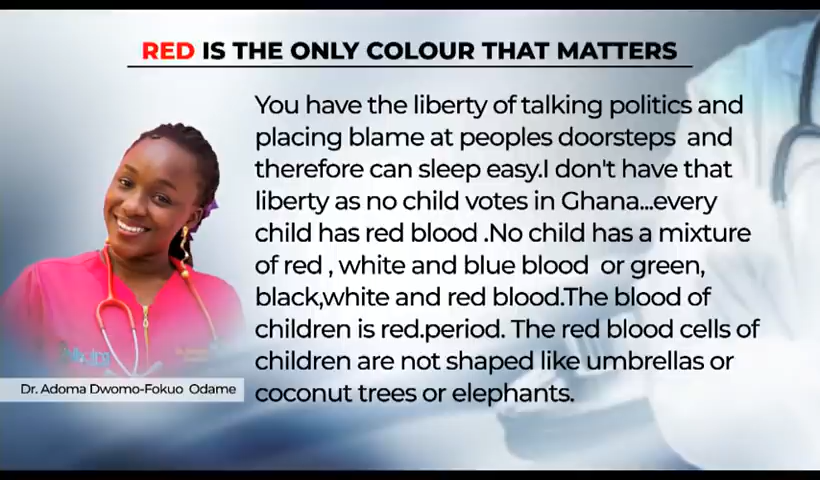 RED IS THE ONLY COLOUR THAT MATTERS
You have the liberty of talking politics and
placing blame at peoples doorsteps and
therefore can sleep easy.I don't have that
liberty as no child votes in Ghana...every
child has red blood .No child has a mixture
of red , white and blue blood or green,
black,white and red blood.The blood of
children is red.period. The red blood cells of
children are not shaped like umbrellas or
coconut trees or elephants.
Dr. Adoma Dwomo-Fokuo Odame